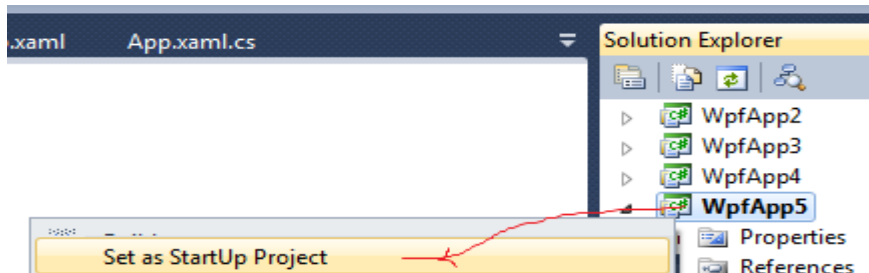 .xaml App.xaml.cs
Solution Explorer
WpfApp2
WpfApp3
WpfApp4
WpfApp5
Properties
References
Set as StartUp Project